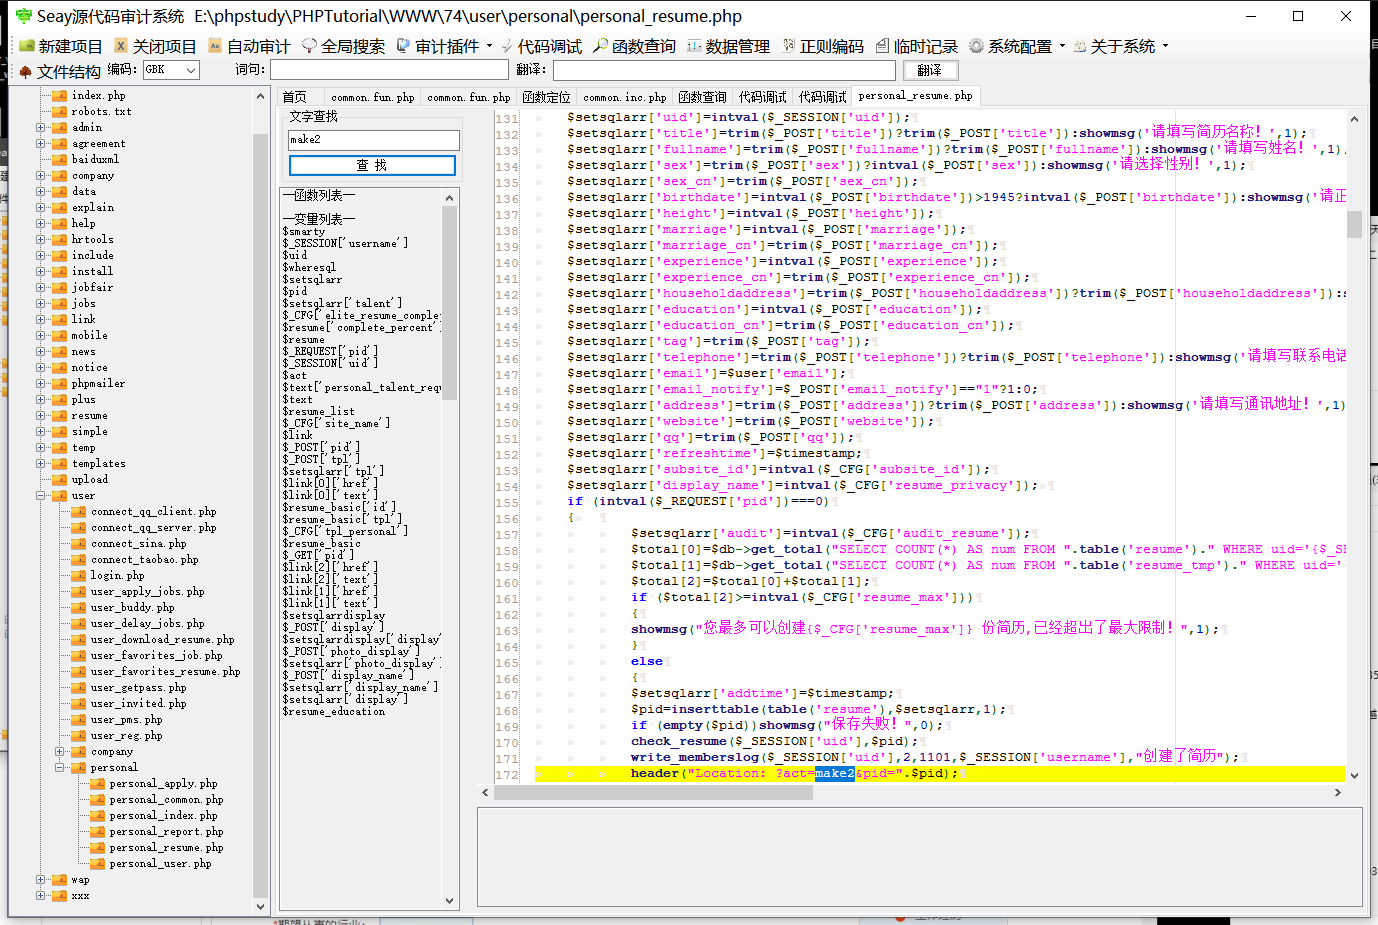 Seay源代码审计系统 E:\phpstudy\PHPTutorial\WWW\74\user\personal\personal_resume.php
新建项目 关闭项目 自动审计 全局搜索 审计插件 代码调试 函数查询 数据管理 正则编码 临时记录 系统配置 关于系统
文件结构 编码: GBK 词句: 翻译: 翻译
index.php
robots.txt
admin
agreement
baiduxml
company
data
explain
help
hrtools
include
install
jobfair
jobs
link
mobile
news
notice
phpmailer
plus
resume
simple
temp
templates
upload
user
connect_qq_client.php
connect_qq_server.php
connect_sina.php
connect_taobao.php
login.php
user_apply_jobs.php
user_buddy.php
user_delay_jobs.php
user_download_resume.php
user_favorites_job.php
user_favorites_resume.php
user_getpass.php
user_invited.php
user_pms.php
user_reg.php
company
personal
personal_apply.php
personal_common.php
personal_index.php
personal_report.php
personal_resume.php
personal_user.php
wap
xxx
首页 common.fun.php common.fun.php 函数定位 common.inc.php 函数查询 代码调试 代码调试 personal_resume.php
文字查找
make2
查 找
—函数列表—
—变量列表—
$smarty
$_SESSION['username']
$uid
$wheresql
$setsqlarr
$pid
$setsqlarr['talent']
$_CFG['elite_resume_comple
$resume['complete_percent']
$resume
$_REQUEST['pid']
$_SESSION['uid']
$act
$text['personal_talent_requ
$text
$resume_list
$_CFG['site_name']
$link
$_POST['pid']
$_POST['tpl']
$setsqlarr['tpl']
$link[0]['href']
$link[0]['text']
$resume_basic['id']
$resume_basic['tpl']
$_CFG['tpl_personal']
$resume_basic
$_GET['pid']
$link[2]['href']
$link[2]['text']
$link[1]['href']
$link[1]['text']
$setsqlarrdisplay
$_POST['display']
$setsqlarrdisplay['display'
$_POST['photo_display']
$setsqlarr['photo_display']
$_POST['display_name']
$setsqlarr['display_name']
$setsqlarr['display']
$resume_education
131 $setsqlarr['uid']=intval($_SESSION['uid']);
132 $setsqlarr['title']=trim($_POST['title'])?trim($_POST['title']):showmsg('请填写简历名称！',1);
133 $setsqlarr['fullname']=trim($_POST['fullname'])?trim($_POST['fullname']):showmsg('请填写姓名！',1)
134 $setsqlarr['sex']=trim($_POST['sex'])?intval($_POST['sex']):showmsg('请选择性别！',1);
135 $setsqlarr['sex_cn']=trim($_POST['sex_cn']);
136 $setsqlarr['birthdate']=intval($_POST['birthdate'])>1945?intval($_POST['birthdate']):showmsg('请正
137 $setsqlarr['height']=intval($_POST['height']);
138 $setsqlarr['marriage']=intval($_POST['marriage']);
139 $setsqlarr['marriage_cn']=trim($_POST['marriage_cn']);
140 $setsqlarr['experience']=intval($_POST['experience']);
141 $setsqlarr['experience_cn']=trim($_POST['experience_cn']);
142 $setsqlarr['householdaddress']=trim($_POST['householdaddress'])?trim($_POST['householdaddress']):s
143 $setsqlarr['education']=intval($_POST['education']);
144 $setsqlarr['education_cn']=trim($_POST['education_cn']);
145 $setsqlarr['tag']=trim($_POST['tag']);
146 $setsqlarr['telephone']=trim($_POST['telephone'])?trim($_POST['telephone']):showmsg('请填写联系电话
147 $setsqlarr['email']=$user['email'];
148 $setsqlarr['email_notify']=$_POST['email_notify']=="1"?1:0;
149 $setsqlarr['address']=trim($_POST['address'])?trim($_POST['address']):showmsg('请填写通讯地址！',1)
150 $setsqlarr['website']=trim($_POST['website']);
151 $setsqlarr['qq']=trim($_POST['qq']);
152 $setsqlarr['refreshtime']=$timestamp;
153 $setsqlarr['subsite_id']=intval($_CFG['subsite_id']);
154 $setsqlarr['display_name']=intval($_CFG['resume_privacy']);
155 if (intval($_REQUEST['pid'])===0)
156 {
157 $setsqlarr['audit']=intval($_CFG['audit_resume']);
158 $total[0]=$db->get_total("SELECT COUNT(*) AS num FROM ".table('resume')." WHERE uid='{$_SE
159 $total[1]=$db->get_total("SELECT COUNT(*) AS num FROM ".table('resume_tmp')." WHERE uid='
160 $total[2]=$total[0]+$total[1];
161 if ($total[2]>=intval($_CFG['resume_max']))
162 {
163 showmsg("您最多可以创建{$_CFG['resume_max']} 份简历,已经超出了最大限制！",1);
164 }
165 else
166 {
167 $setsqlarr['addtime']=$timestamp;
168 $pid=inserttable(table('resume'),$setsqlarr,1);
169 if (empty($pid))showmsg("保存失败！",0);
170 check_resume($_SESSION['uid'],$pid);
171 write_memberslog($_SESSION['uid'],2,1101,$_SESSION['username'],"创建了简历");
172 header("Location: ?act=make2&pid=".$pid);